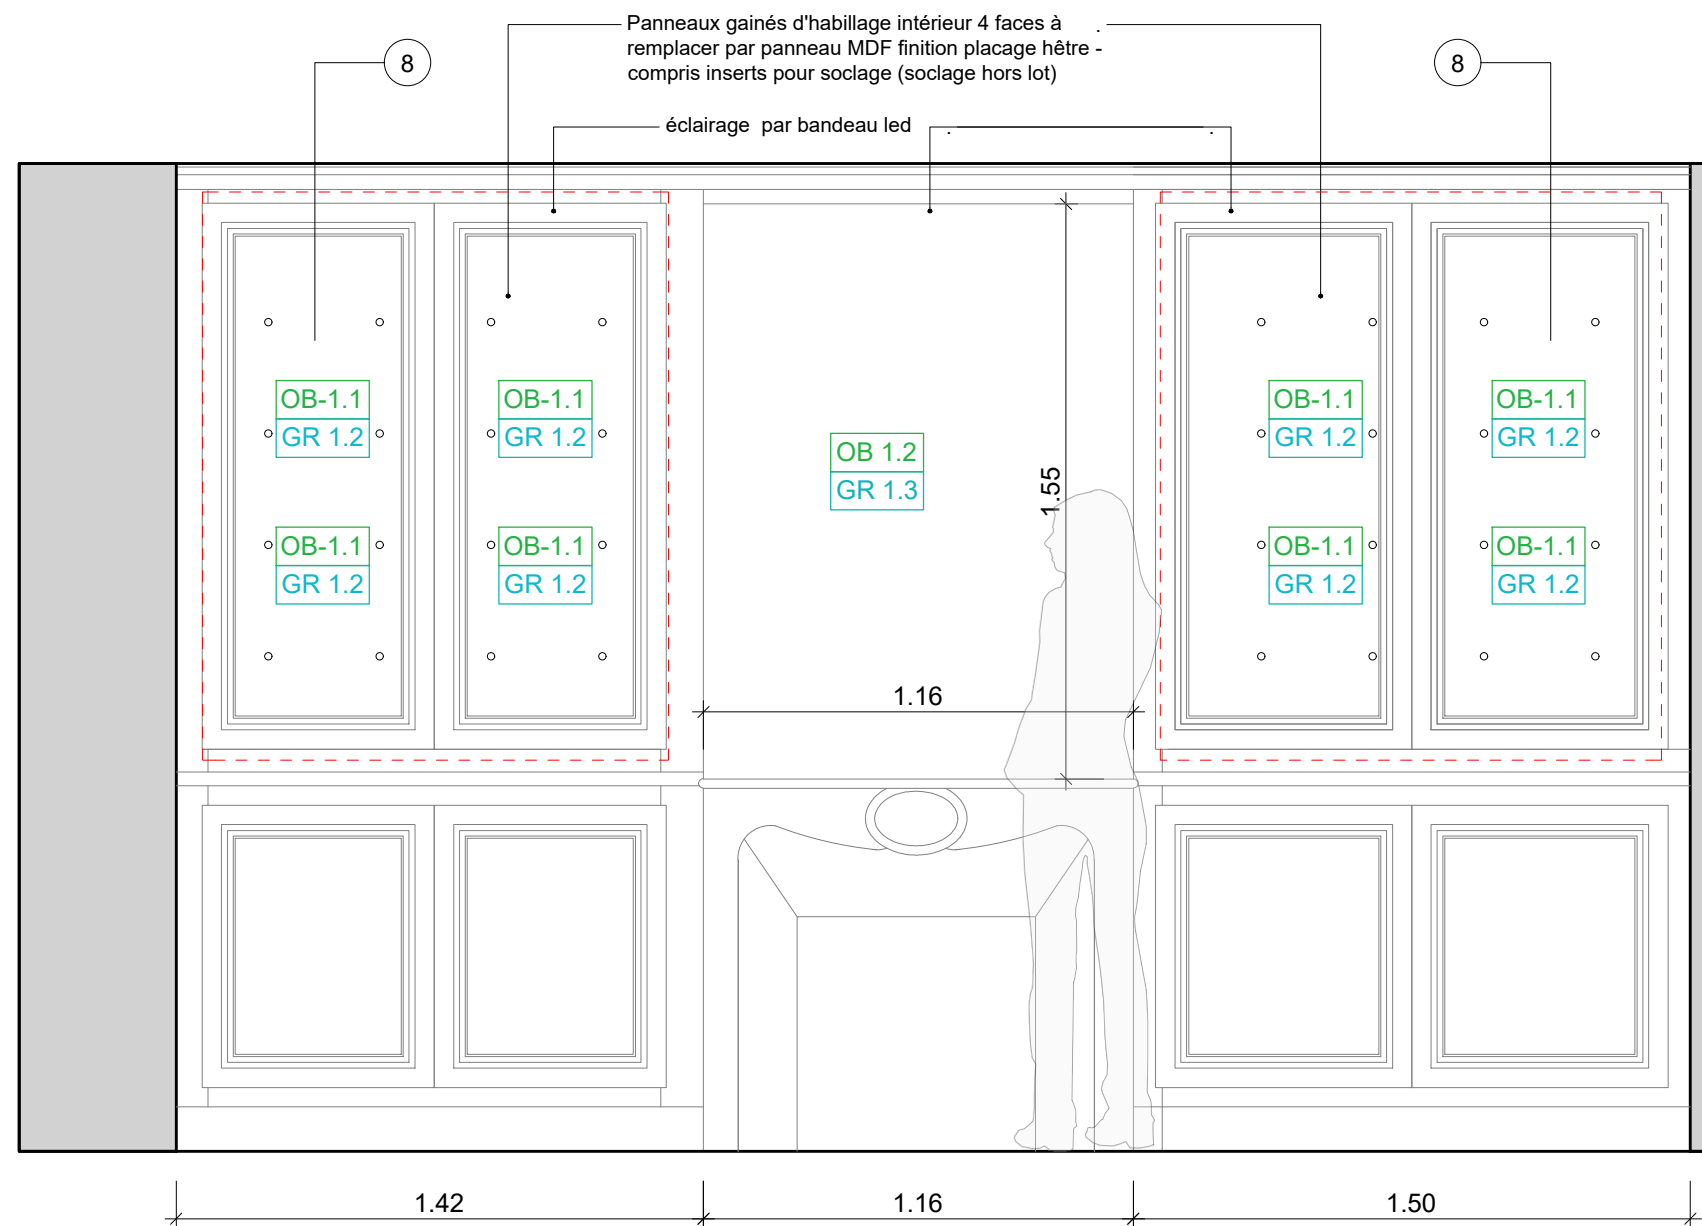 Panneaux gainés d'habillage intérieur 4 faces à
remplacer par panneau MDF finition placage hêtre -
compris inserts pour soclage (soclage hors lot)
8
8
éclairage par bandeau led
OB-1.1
GR 1.2
OB-1.1
GR 1.2
OB 1.2
GR 1.3
OB-1.1
GR 1.2
OB-1.1
GR 1.2
1.55
OB-1.1
GR 1.2
OB-1.1
GR 1.2
OB-1.1
GR 1.2
OB-1.1
GR 1.2
1.16
1.42
1.16
1.50